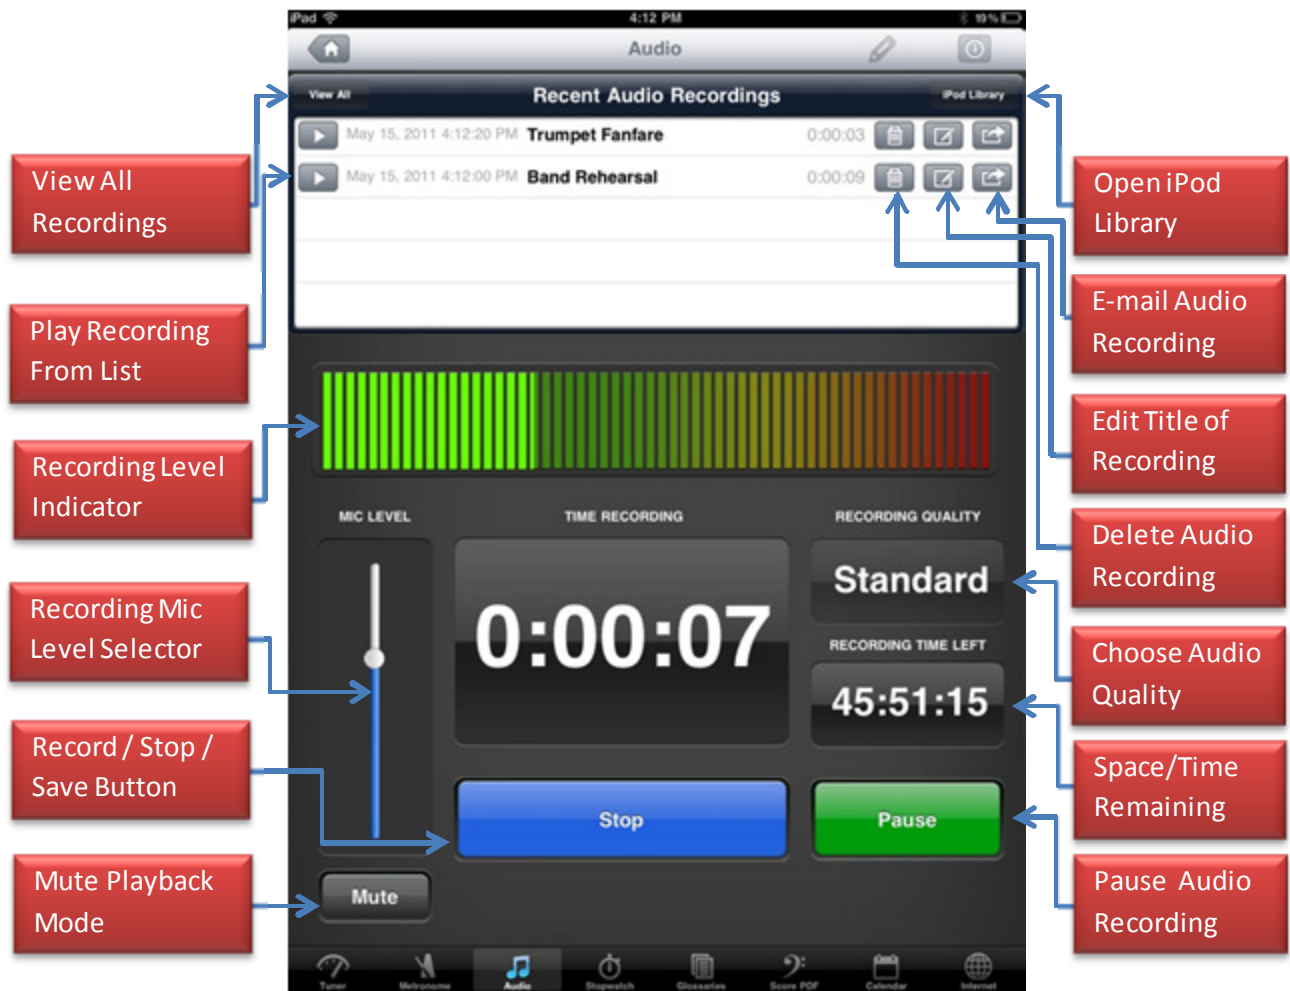 iPad 4:12 PM 19%
Audio
View All Recent Audio Recordings iPod Library
May 15, 2011 4:12:20 PM Trumpet Fanfare 0:00:03
May 15, 2011 4:12:00 PM Band Rehearsal 0:00:09
View All
Recordings
Play Recording
From List
Recording Level
Indicator
Recording Mic
Level Selector
Record / Stop /
Save Button
Mute Playback
Mode
MIC LEVEL
TIME RECORDING
RECORDING QUALITY
Standard
0:00:07
RECORDING TIME LEFT
45:51:15
Stop
Pause
Mute
Tuner Metronome Audio Stopwatch Glossaries Score PDF Calendar Internet
Open iPod
Library
E-mail Audio
Recording
Edit Title of
Recording
Delete Audio
Recording
Choose Audio
Quality
Space/Time
Remaining
Pause Audio
Recording